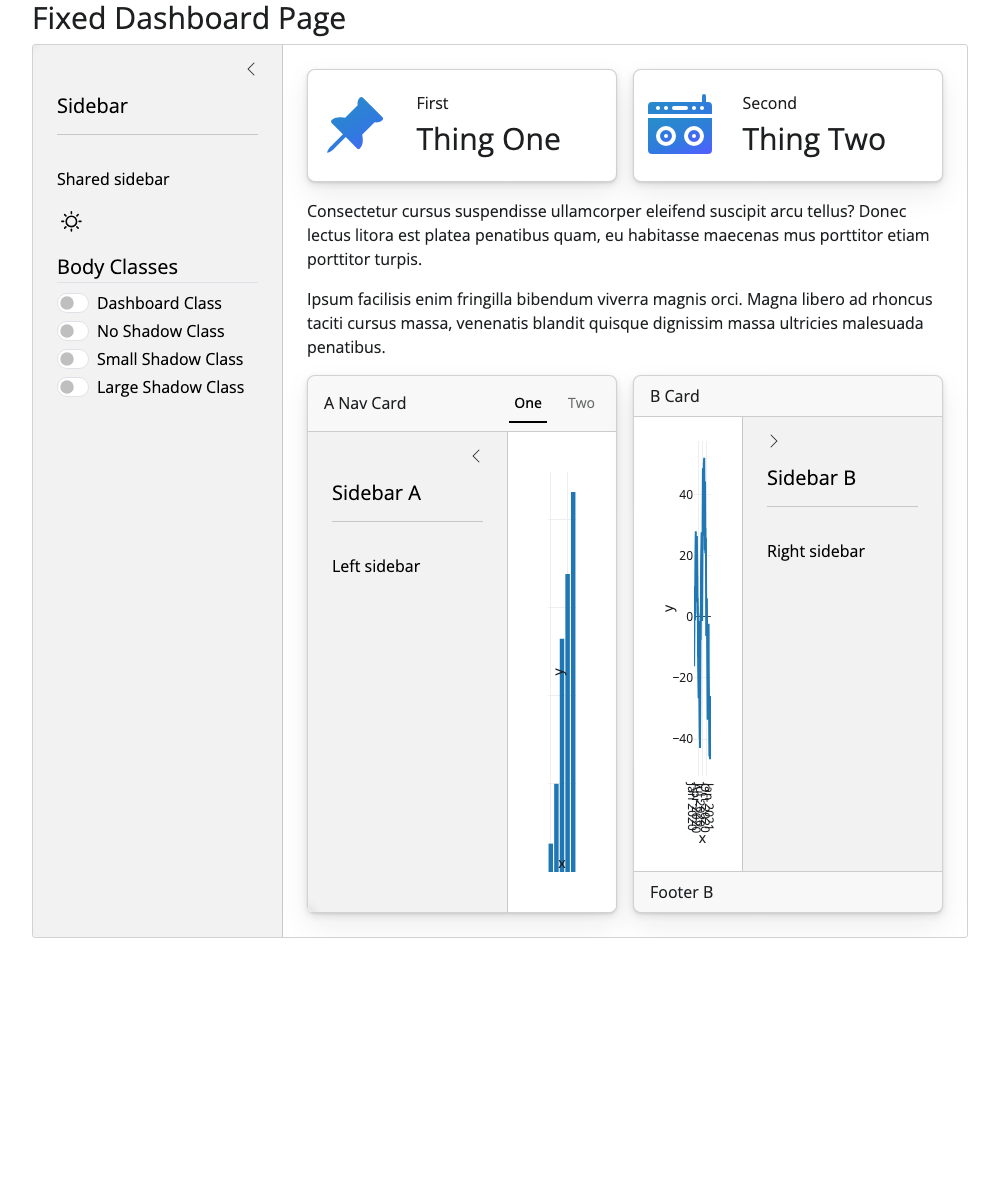 Fixed Dashboard Page
Sidebar
Shared sidebar
Body Classes
Dashboard Class
No Shadow Class
Small Shadow Class
Large Shadow Class
First
Thing One
Second
Thing Two
Consectetur cursus suspendisse ullamcorper eleifend suscipit arcu tellus? Donec
lectus litora est platea penatibus quam, eu habitasse maecenas mus porttitor etiam
porttitor turpis.
Ipsum facilisis enim fringilla bibendum viverra magnis orci. Magna libero ad rhoncus
taciti cursus massa, venenatis blandit quisque dignissim massa ultricies malesuada
penatibus.
A Nav Card
One
Two
Sidebar A
Left sidebar
y
x
B Card
40
20
0
−20
−40
y
Jan 2020
Jan 2021
x
Sidebar B
Right sidebar
Footer B